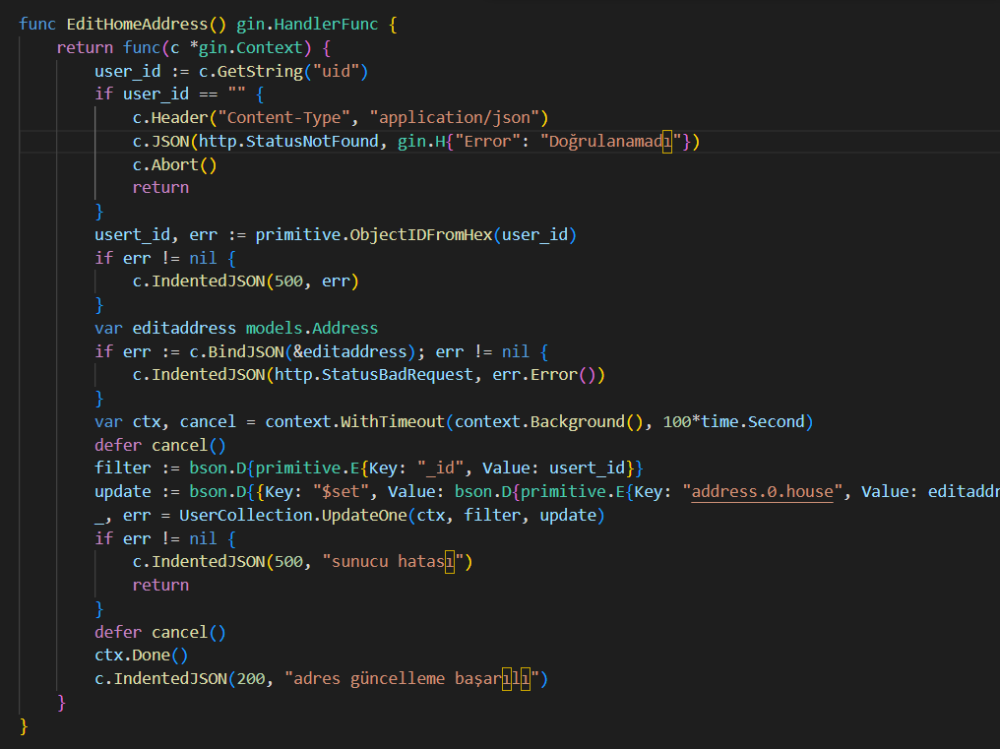 func EditHomeAddress() gin.HandlerFunc {
    return func(c *gin.Context) {
        user_id := c.GetString("uid")
        if user_id == "" {
            c.Header("Content-Type", "application/json")
            c.JSON(http.StatusNotFound, gin.H{"Error": "Doğrulanamadı"})
            c.Abort()
            return
        }
        usert_id, err := primitive.ObjectIDFromHex(user_id)
        if err != nil {
            c.IndentedJSON(500, err)
        }
        var editaddress models.Address
        if err := c.BindJSON(&editaddress); err != nil {
            c.IndentedJSON(http.StatusBadRequest, err.Error())
        }
        var ctx, cancel = context.WithTimeout(context.Background(), 100*time.Second)
        defer cancel()
        filter := bson.D{primitive.E{Key: "_id", Value: usert_id}}
        update := bson.D{{Key: "$set", Value: bson.D{primitive.E{Key: "address.0.house", Value: editaddr
        _, err = UserCollection.UpdateOne(ctx, filter, update)
        if err != nil {
            c.IndentedJSON(500, "sunucu hatası")
            return
        }
        defer cancel()
        ctx.Done()
        c.IndentedJSON(200, "adres güncelleme başarılı")
    }
}